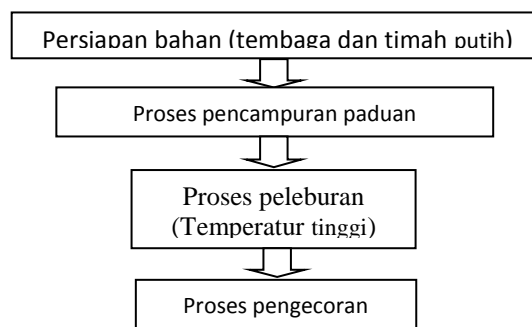 Persiapan bahan (tembaga dan timah putih)
Proses pencampuran paduan
Proses peleburan
(Temperatur tinggi)
Proses pengecoran